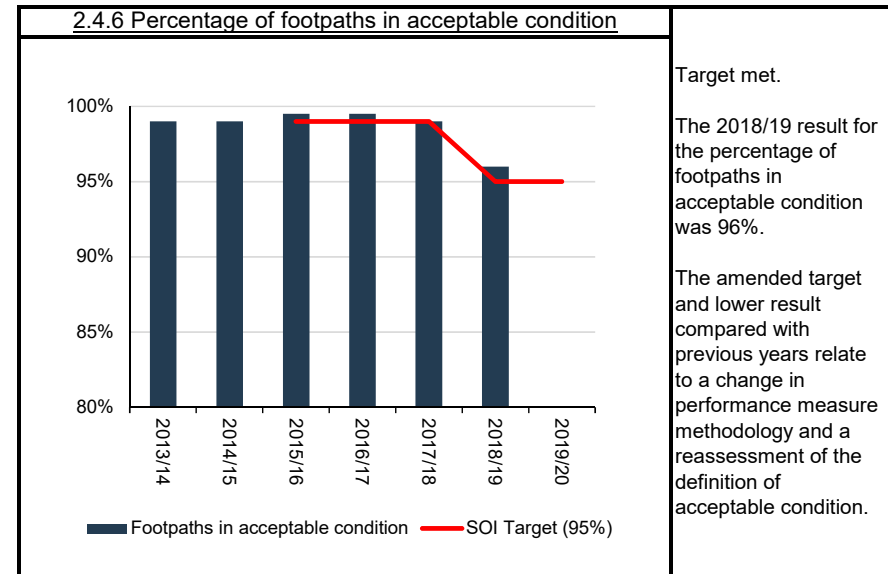 2.4.6 Percentage of footpaths in acceptable condition
100%
95%
90%
85%
80%
2013/14
2014/15
2015/16
2016/17
2017/18
2018/19
2019/20
Footpaths in acceptable condition
SOI Target (95%)
Target met.
The 2018/19 result for
the percentage of
footpaths in
acceptable condition
was 96%.
The amended target
and lower result
compared with
previous years relate
to a change in
performance measure
methodology and a
reassessment of the
definition of
acceptable condition.